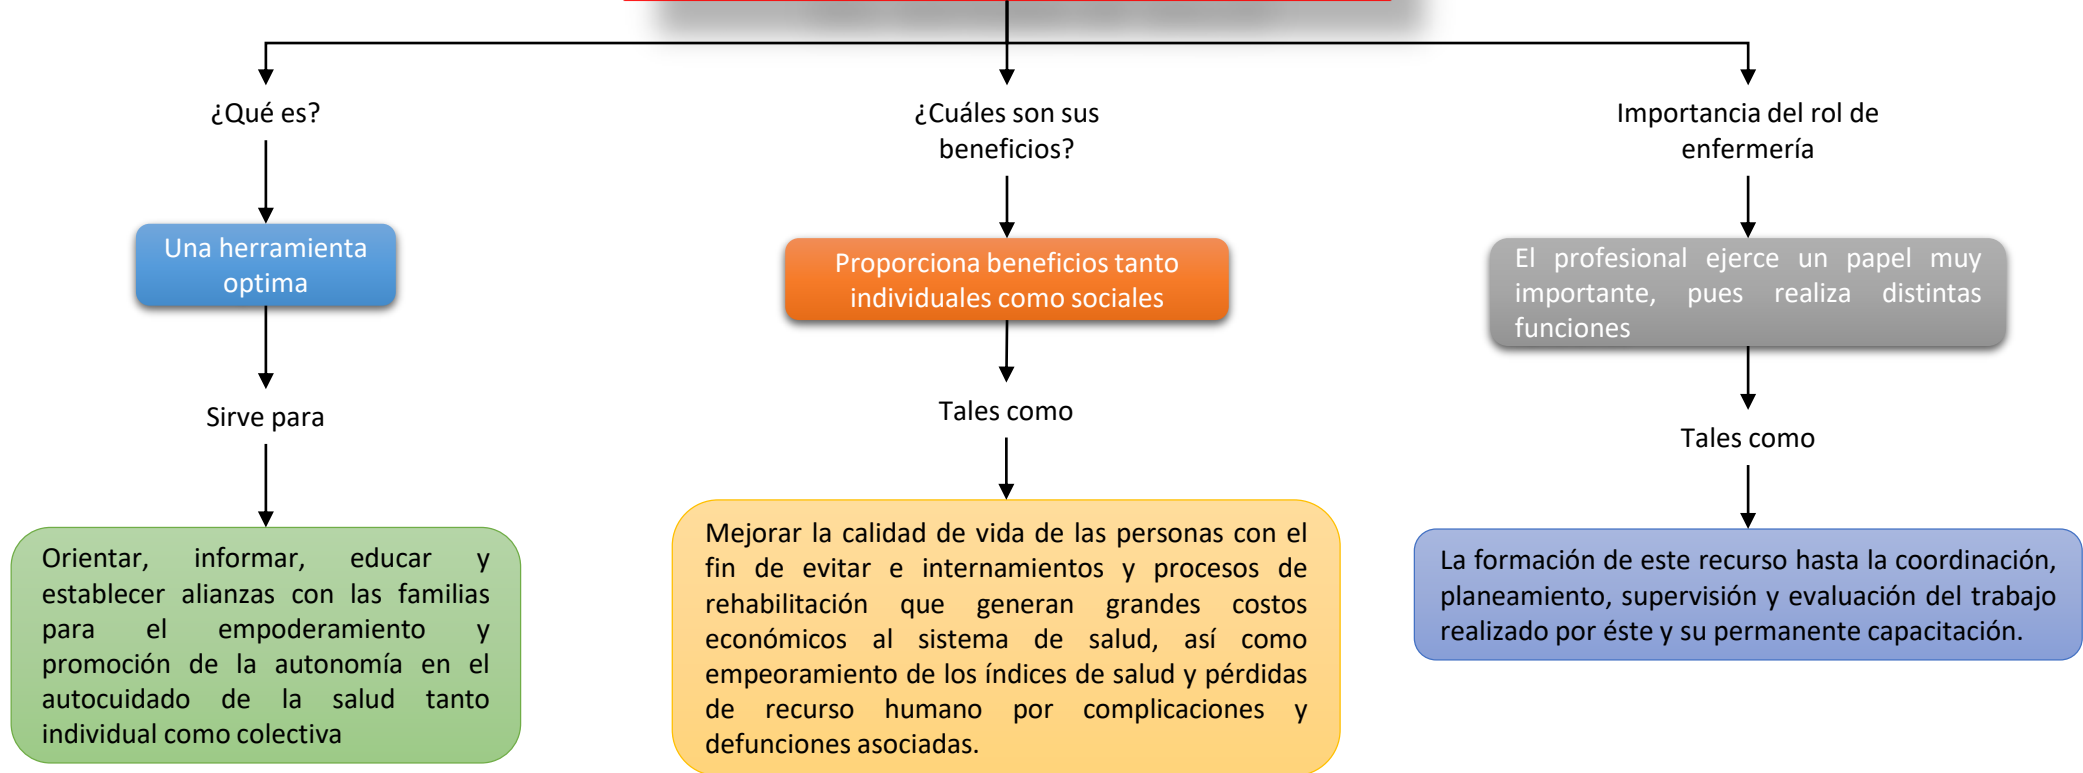 ¿Qué es?
Una herramienta
optima
Sirve para
Orientar, informar, educar y
establecer alianzas con las familias
para el empoderamiento y
promoción de la autonomía en el
autocuidado de la salud tanto
individual como colectiva
¿Cuáles son sus
beneficios?
Proporciona beneficios tanto
individuales como sociales
Tales como
Mejorar la calidad de vida de las personas con el
fin de evitar e internamientos y procesos de
rehabilitación que generan grandes costos
económicos al sistema de salud, así como
empeoramiento de los índices de salud y pérdidas
de recurso humano por complicaciones y
defunciones asociadas.
Importancia del rol de
enfermería
El profesional ejerce un papel muy
importante, pues realiza distintas
funciones
Tales como
La formación de este recurso hasta la coordinación,
planeamiento, supervisión y evaluación del trabajo
realizado por éste y su permanente capacitación.